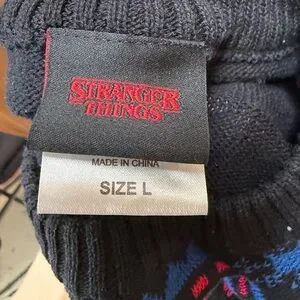 STRANGER
THINGS
MADE IN CHINA
SIZE L